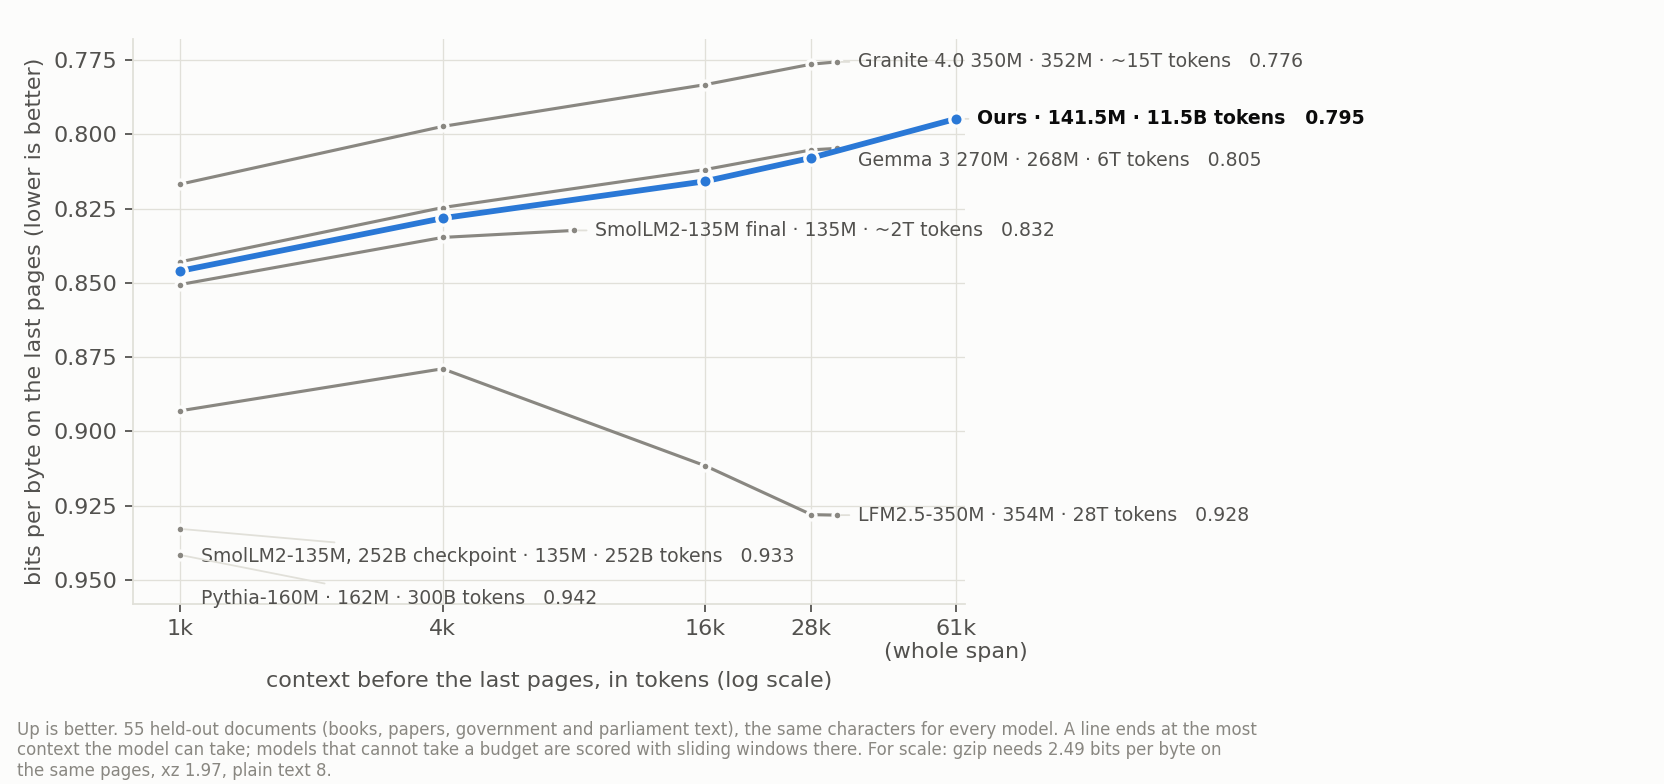 bits per byte on the last pages (lower is better)
0.775
0.800
0.825
0.850
0.875
0.900
0.925
0.950
Granite 4.0 350M · 352M · ~15T tokens 0.776
Ours · 141.5M · 11.5B tokens 0.795
Gemma 3 270M · 268M · 6T tokens 0.805
SmolLM2-135M final · 135M · ~2T tokens 0.832
LFM2.5-350M · 354M · 28T tokens 0.928
SmolLM2-135M, 252B checkpoint · 135M · 252B tokens 0.933
Pythia-160M · 162M · 300B tokens 0.942
1k 4k 16k 28k 61k
(whole span)
context before the last pages, in tokens (log scale)
Up is better. 55 held-out documents (books, papers, government and parliament text), the same characters for every model. A line ends at the most
context the model can take; models that cannot take a budget are scored with sliding windows there. For scale: gzip needs 2.49 bits per byte on
the same pages, xz 1.97, plain text 8.